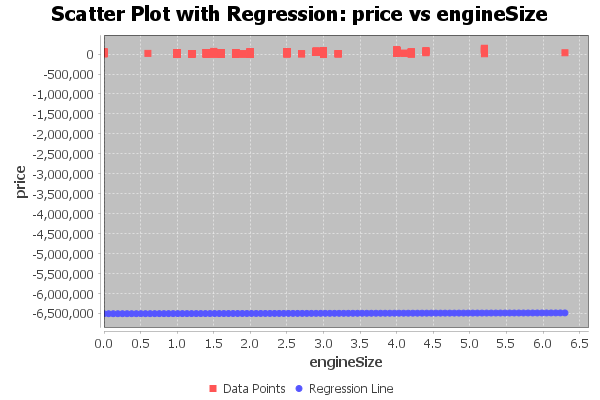 Scatter Plot with Regression: price vs engineSize
price
0
-500,000
-1,000,000
-1,500,000
-2,000,000
-2,500,000
-3,000,000
-3,500,000
-4,000,000
-4,500,000
-5,000,000
-5,500,000
-6,000,000
-6,500,000
0.0 0.5 1.0 1.5 2.0 2.5 3.0 3.5 4.0 4.5 5.0 5.5 6.0 6.5
engineSize
Data Points Regression Line